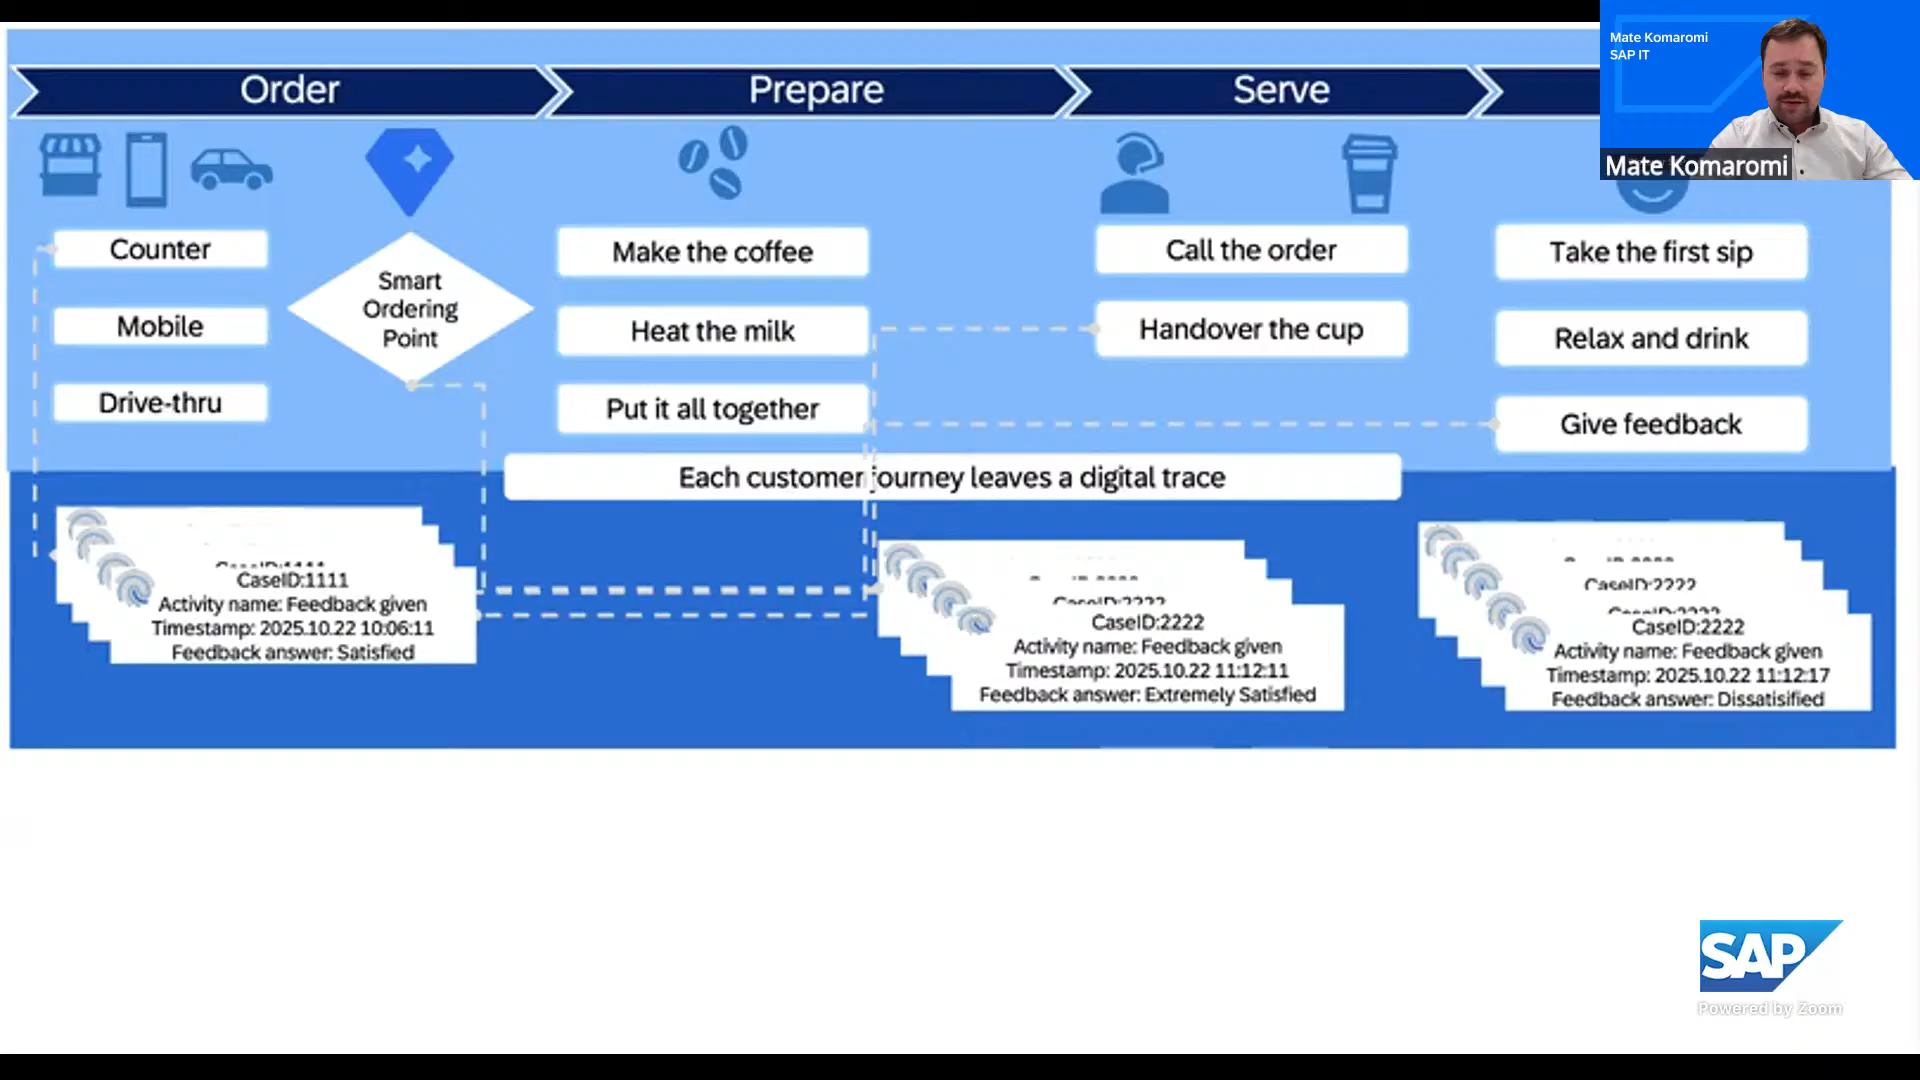 Order
Prepare
Serve
Mate Komaromi
SAP IT
Mate Komaromi
Counter
Mobile
Drive-thru
Smart
Ordering
Point
Make the coffee
Heat the milk
Put it all together
Call the order
Handover the cup
Take the first sip
Relax and drink
Give feedback
Each customer journey leaves a digital trace
CaseID:1111
Activity name: Feedback given
Timestamp: 2025.10.22 10:06:11
Feedback answer: Satisfied
CaseID:2222
CaseID:2222
Activity name: Feedback given
Timestamp: 2025.10.22 11:12:11
Feedback answer: Extremely Satisfied
CaseID:2222
CaseID:2222
CaseID:2222
Activity name: Feedback given
Timestamp: 2025.10.22 11:12:17
Feedback answer: Dissatisified
SAP
Powered by Zoom